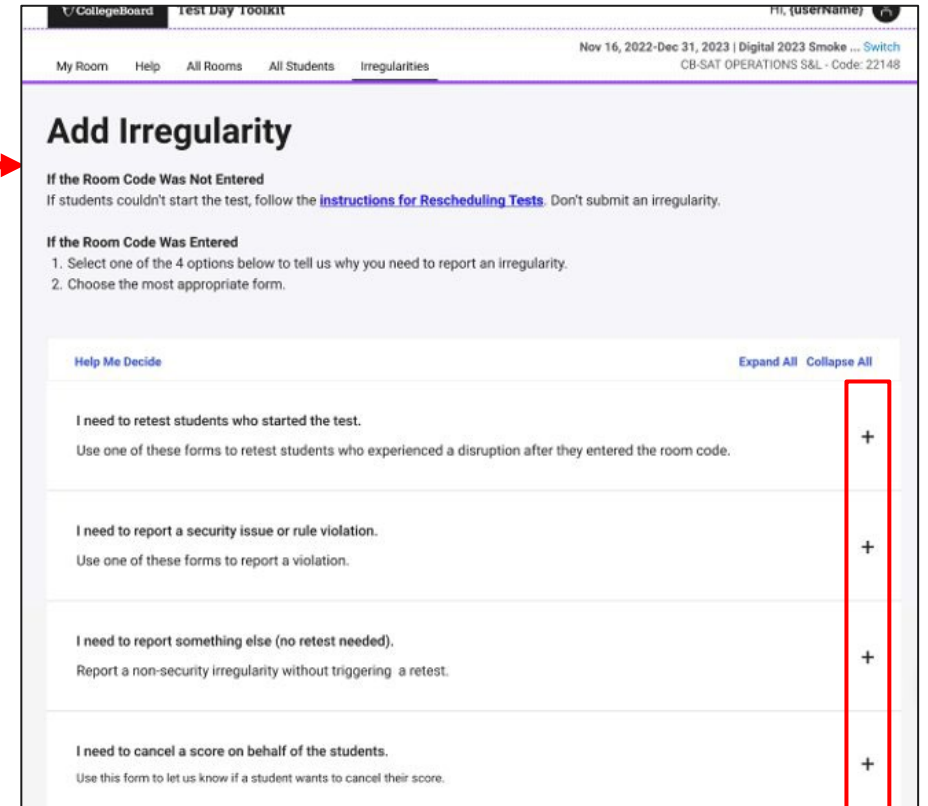 CollegeBoard Test Day Toolkit Hi, {userName}
Nov 16, 2022-Dec 31, 2023 | Digital 2023 Smoke ... Switch
My Room Help All Rooms All Students Irregularities CB-SAT OPERATIONS S&L - Code: 22148
Add Irregularity
If the Room Code Was Not Entered
If students couldn't start the test, follow the instructions for Rescheduling Tests. Don't submit an irregularity.
If the Room Code Was Entered
1. Select one of the 4 options below to tell us why you need to report an irregularity.
2. Choose the most appropriate form.
Help Me Decide Expand All Collapse All
I need to retest students who started the test.
Use one of these forms to retest students who experienced a disruption after they entered the room code.
I need to report a security issue or rule violation.
Use one of these forms to report a violation.
I need to report something else (no retest needed).
Report a non-security irregularity without triggering a retest.
I need to cancel a score on behalf of the students.
Use this form to let us know if a student wants to cancel their score.